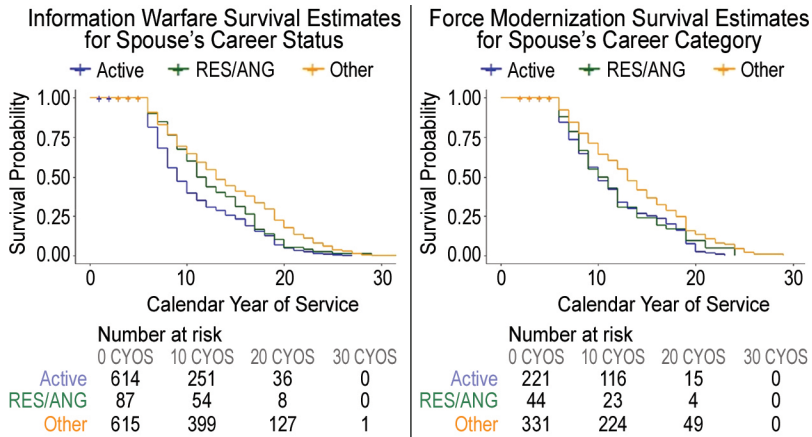 Information Warfare Survival Estimates
for Spouse's Career Status
Active RES/ANG Other
Survival Probability
1.00
0.75
0.50
0.25
0.00
0 10 20 30
Calendar Year of Service
Number at risk
0 CYOS 10 CYOS 20 CYOS 30 CYOS
Active 614 251 36 0
RES/ANG 87 54 8 0
Other 615 399 127 1
Force Modernization Survival Estimates
for Spouse's Career Category
Active RES/ANG Other
Survival Probability
1.00
0.75
0.50
0.25
0.00
0 10 20 30
Calendar Year of Service
Number at risk
0 CYOS 10 CYOS 20 CYOS 30 CYOS
Active 221 116 15 0
RES/ANG 44 23 4 0
Other 331 224 49 0